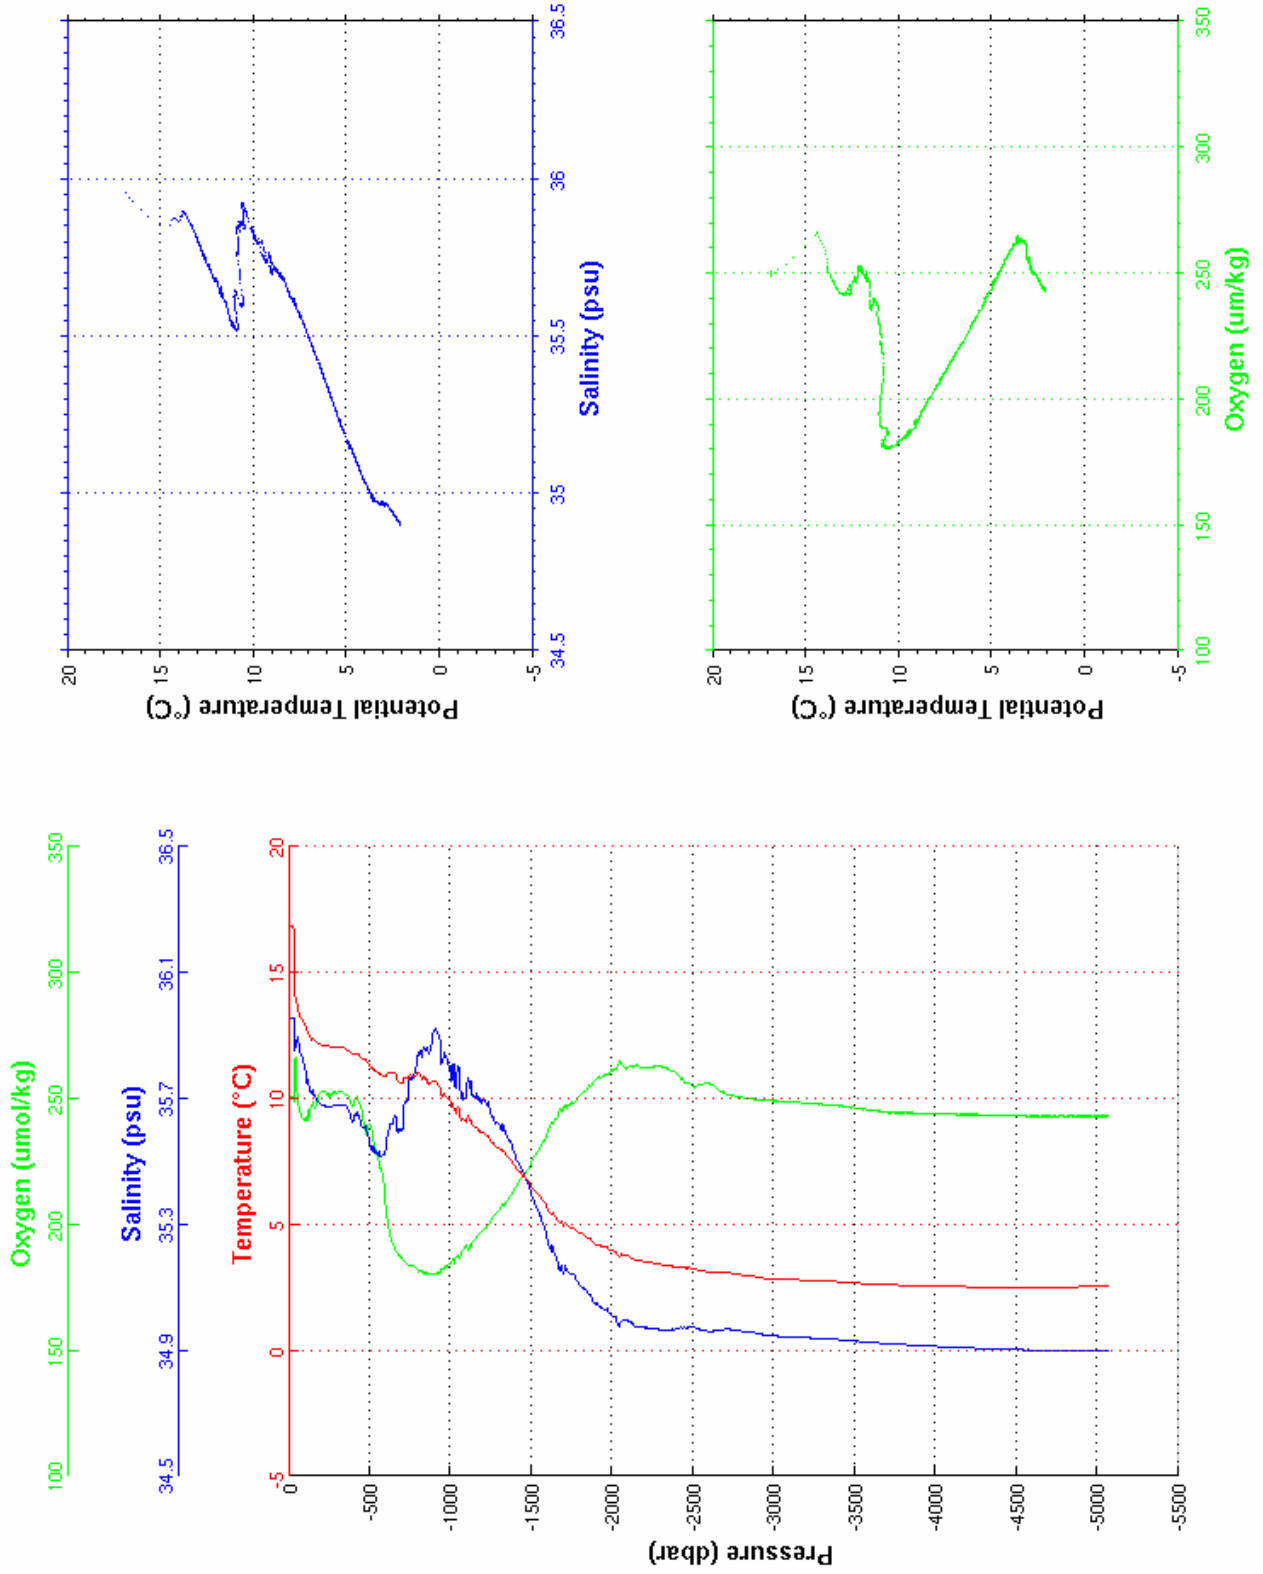 Oxygen (umol/kg)
100 150 200 250 300 350
Salinity (psu)
34.5 34.9 35.3 35.7 36.1 36.5
Temperature (°C)
-5 0 5 10 15 20
0
-500
-1000
-1500
-2000
-2500
-3000
-3500
-4000
-4500
-5000
-5500
Pressure (dbar)
20
15
10
5
0
-5
Potential Temperature (°C)
34.5 35 35.5 36 36.5
Salinity (psu)
20
15
10
5
0
-5
Potential Temperature (°C)
100 150 200 250 300 350
Oxygen (um/kg)